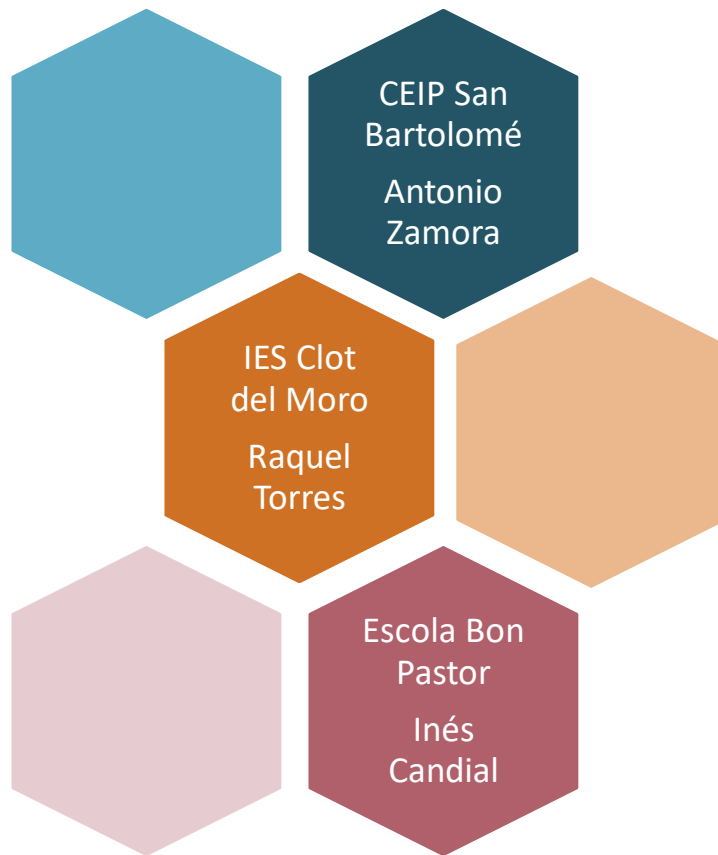 CEIP San
Bartolomé
Antonio
Zamora
IES Clot
del Moro
Raquel
Torres
Escola Bon
Pastor
Inés
Candial